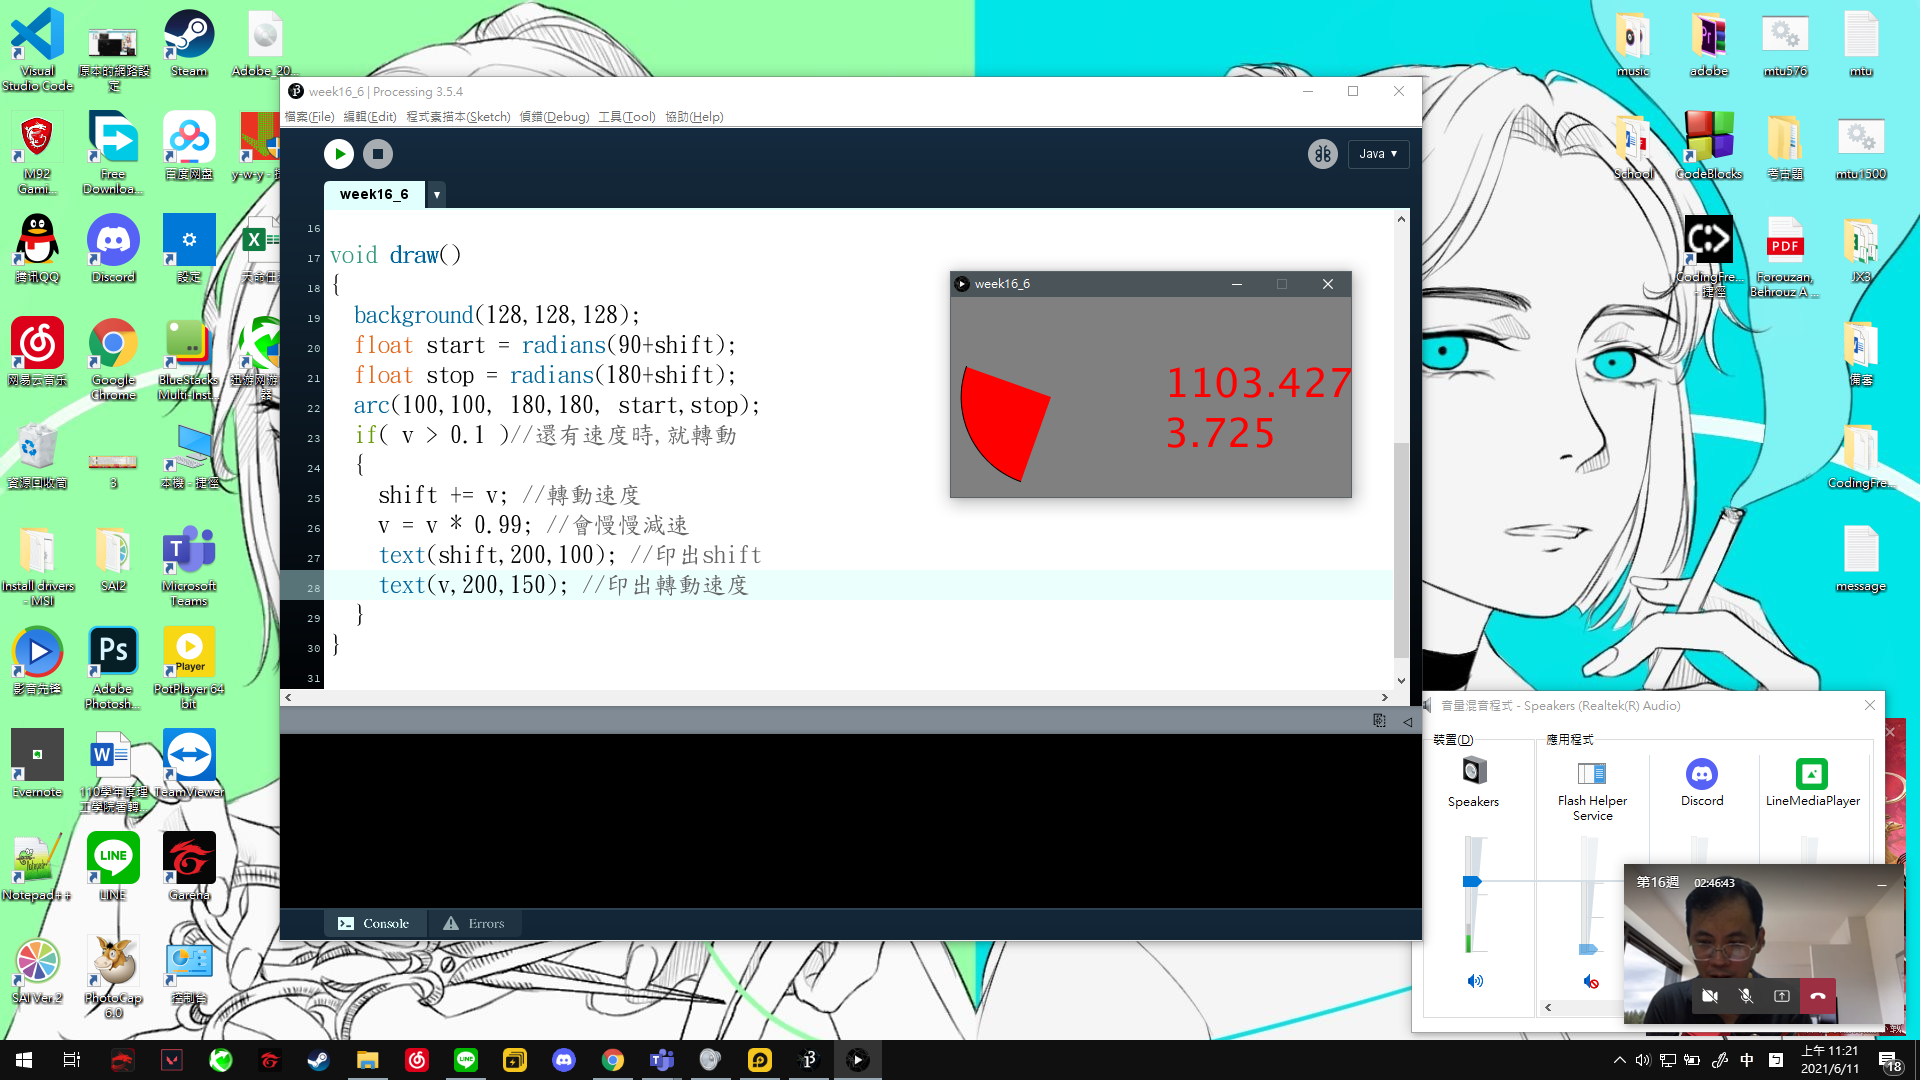 Visual Studio Code
原本的網路設定
Steam
Adobe_20...
music
adobe
mtu576
mtu
week16_6 | Processing 3.5.4
檔案(File) 編輯(Edit) 程式素描本(Sketch) 偵錯(Debug) 工具(Tool) 協助(Help)
Java ▼
week16_6
16
17 void draw()
18 {
19 background(128,128,128);
20 float start = radians(90+shift);
21 float stop = radians(180+shift);
22 arc(100,100, 180,180, start,stop);
23 if( v > 0.1 )//還有速度時,就轉動
24 {
25 shift += v; //轉動速度
26 v = v * 0.99; //會慢慢減速
27 text(shift,200,100); //印出shift
28 text(v,200,150); //印出轉動速度
29 }
30 }
31
week16_6
1103.427
3.725
Console
Errors
Free Downloa...
百度网盘
腾讯QQ
Discord
設定
网易云音乐
Google Chrome
BlueStacks Multi-Inst...
資源回收筒
3
本機 - 捷徑
Install drivers - MSI
SAI2
Microsoft Teams
影音先锋
Ps
Adobe Photosh...
Player
PotPlayer 64 bit
Evernote
110學年度理工學院舊轉...
TeamViewer
Notepad++
LINE
LINE
Garena
SAI Ver.2
PhotoCap 6.0
控制台
School
CodeBlocks
考古題
mtu1500
CodingFre... - 捷徑
PDF
Forouzan, Behrouz A ...
JX3
備審
CodingFre...
message
音量混音程式 - Speakers (Realtek(R) Audio)
裝置(D)
應用程式
Speakers
Flash Helper Service
Discord
LineMediaPlayer
第16週 02:46:43
中
上午 11:21
2021/6/11
18